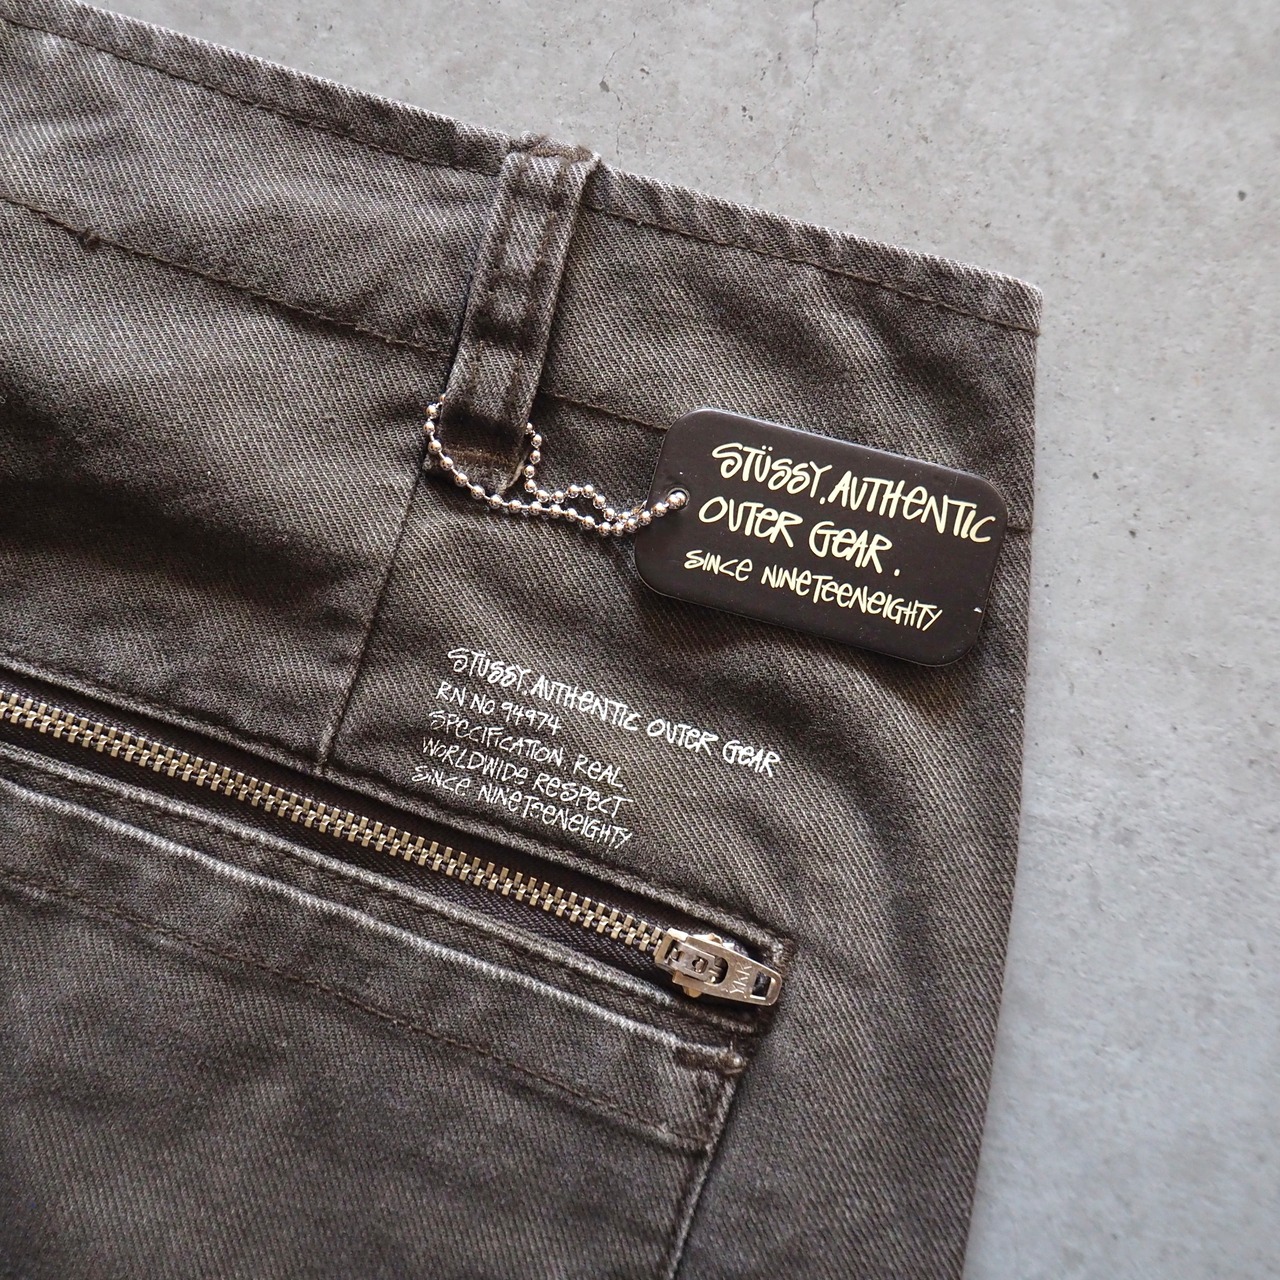 STÜSSY.AUTHENTIC
OUTER GEAR.
SINCE NINETEENEIGHTY
STÜSSY.AUTHENTIC OUTER GEAR
RN NO 94974
SPECIFICATION REAL
WORLDWIDE RESPECT
SINCE NINETEENEIGHTY
YKK